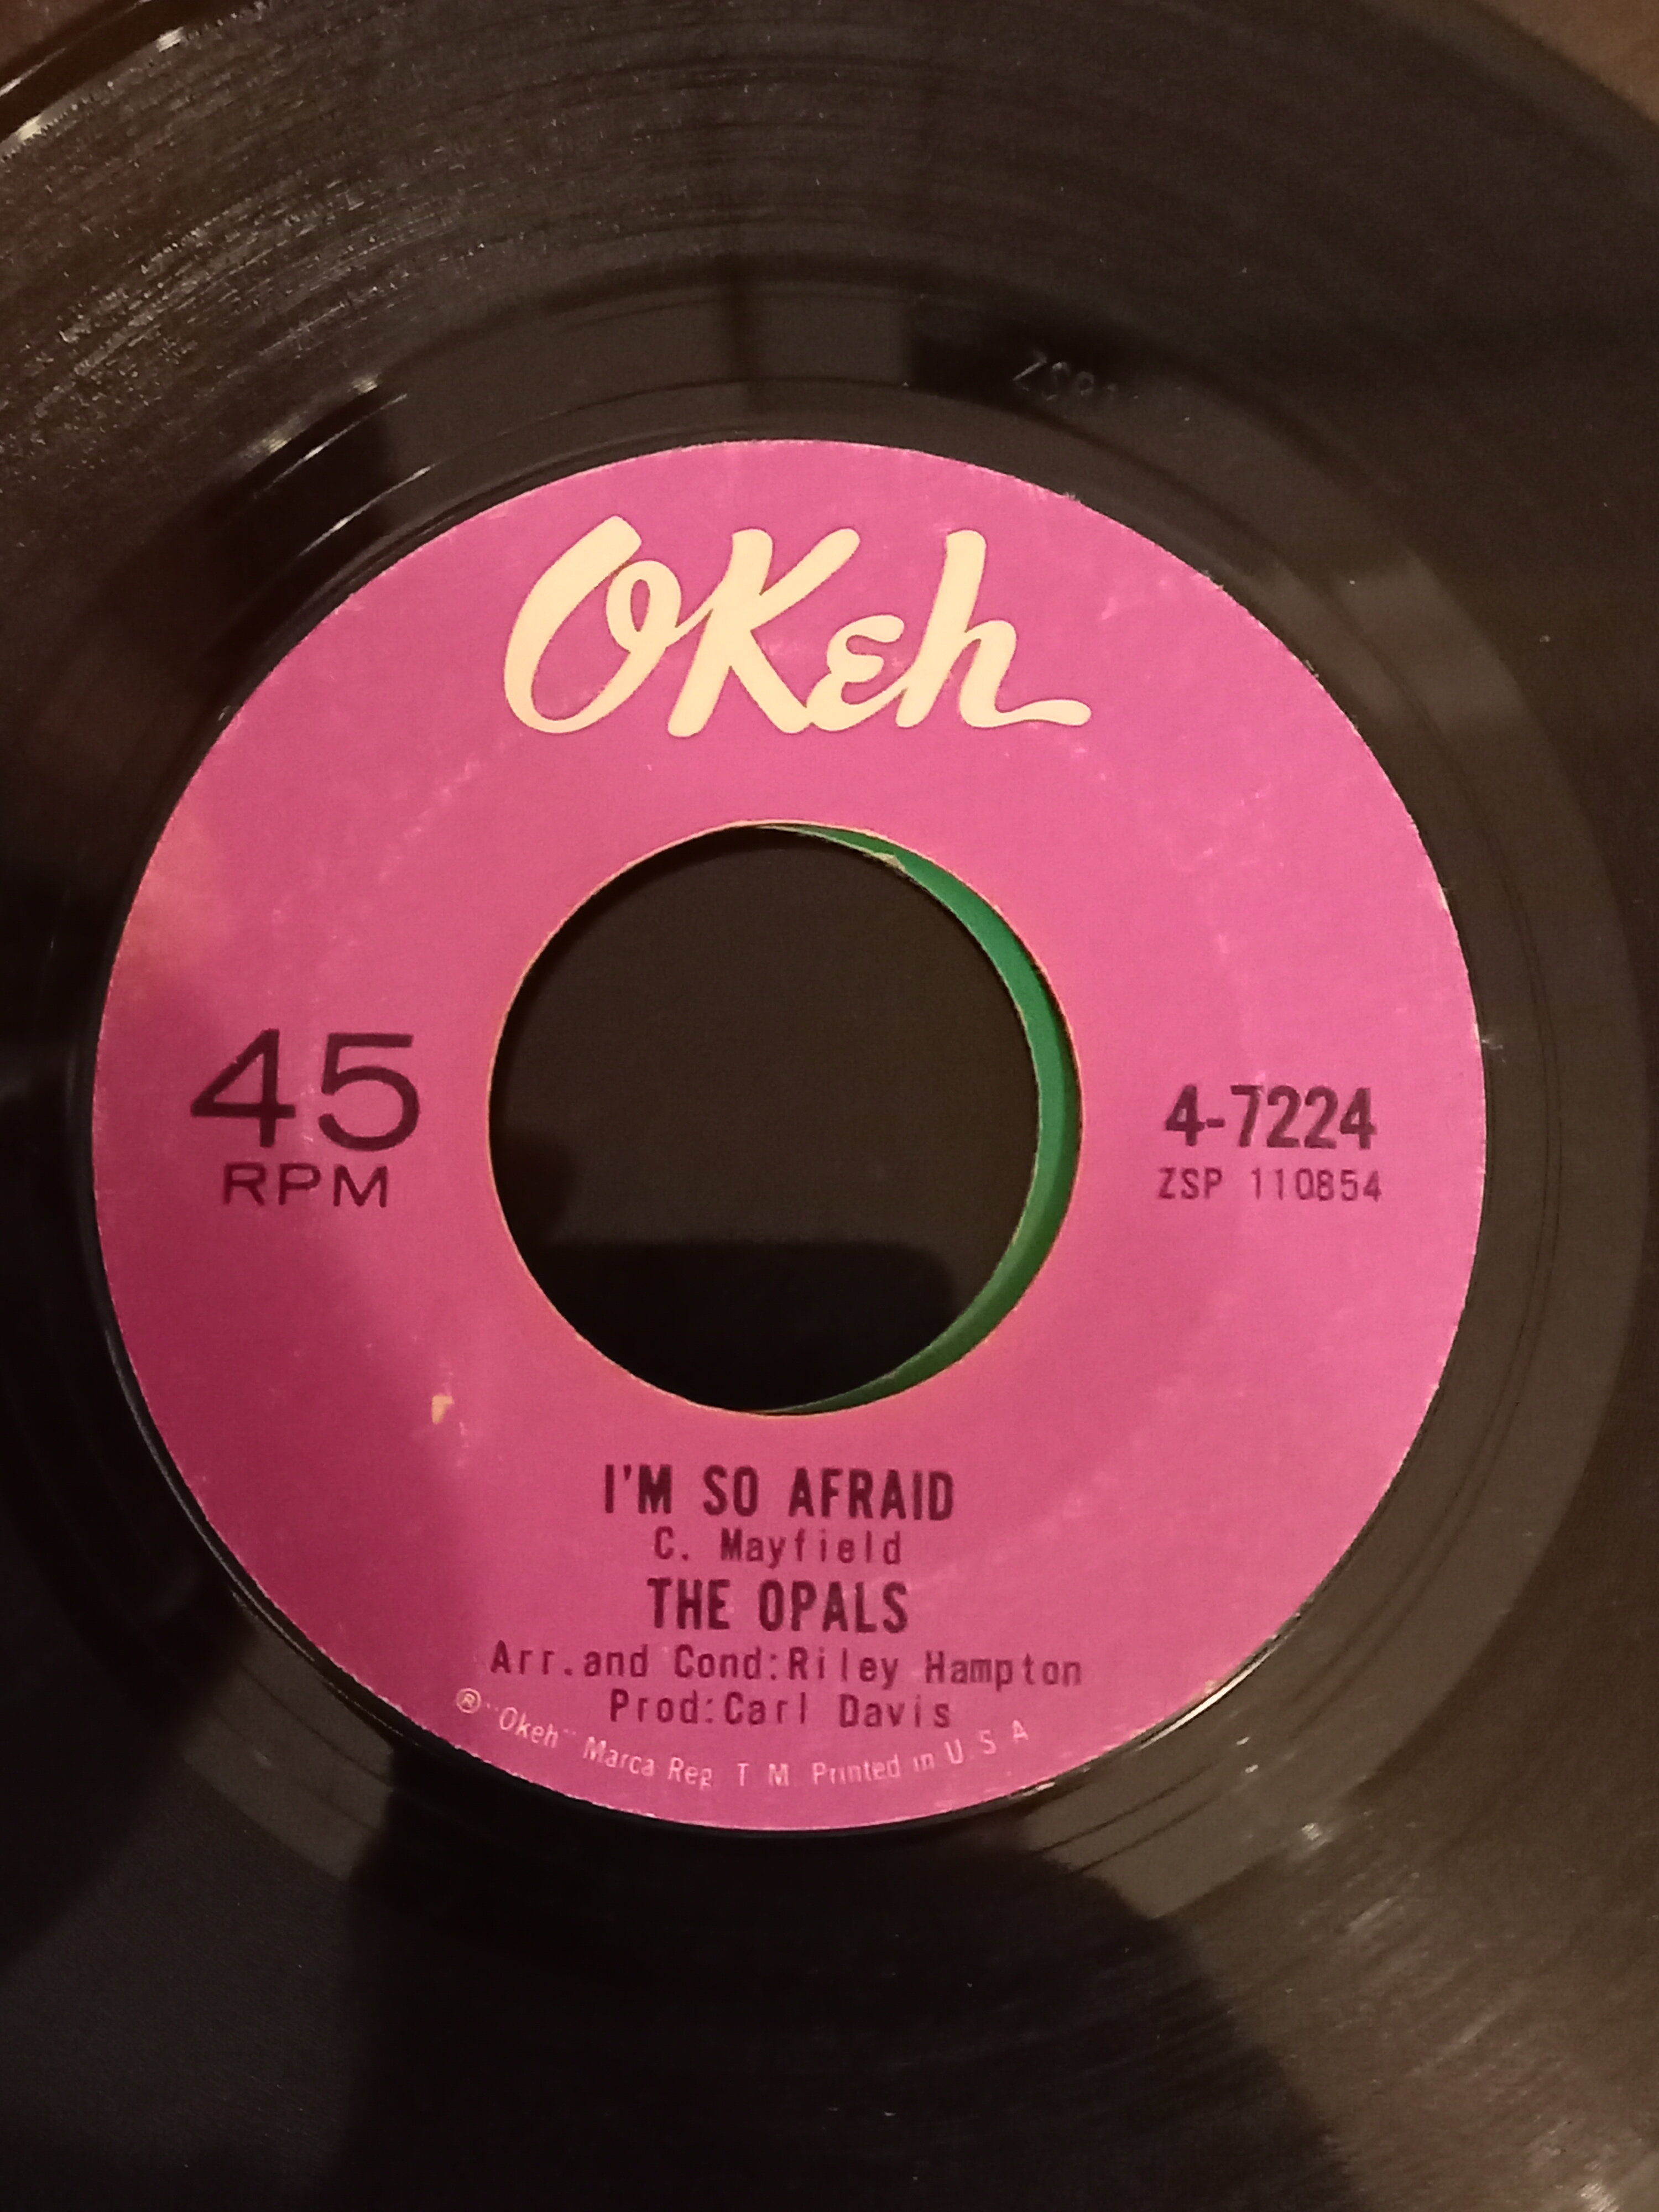 ZSP
OKeh
45
RPM
4-7224
ZSP 110854
I'M SO AFRAID
C. Mayfield
THE OPALS
Arr.and Cond:Riley Hampton
Prod:Carl Davis
® "Okeh" Marca Reg. T M. Printed in U.S.A